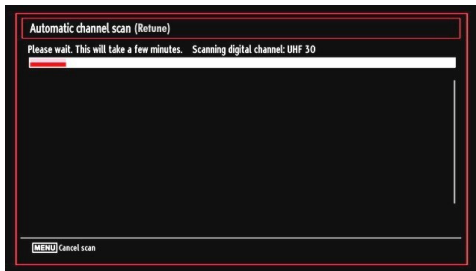 Automatic channel scan (Retune)
Please wait. This will take a few minutes. Scanning digital channel: UHF 30
MENU Cancel scan